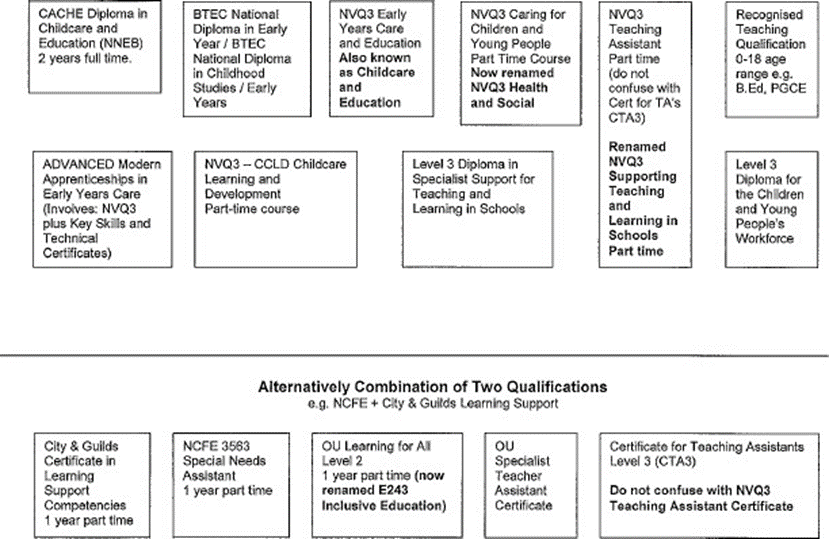 CACHE Diploma in
Childcare and
Education (NNEB)
2 years full time.
BTEC National
Diploma in Early
Year / BTEC
National Diploma
in Childhood
Studies / Early
Years
NVQ3 Early
Years Care
and Education
Also known
as Childcare
and
Education
NVQ3 Caring for
Children and
Young People
Part Time Course
Now renamed
NVQ3 Health
and Social
NVQ3
Teaching
Assistant
Part time
(do not
confuse with
Cert for TA's
CTA3)
Renamed
NVQ3
Supporting
Teaching
and
Learning in
Schools
Part time
Recognised
Teaching
Qualification
0-18 age
range e.g.
B.Ed, PGCE
ADVANCED Modern
Apprenticeships in
Early Years Care
(Involves: NVQ3
plus Key Skills and
Technical
Certificates)
NVQ3 – CCLD Childcare
Learning and
Development
Part-time course
Level 3 Diploma in
Specialist Support for
Teaching and
Learning in Schools
Level 3
Diploma for
the Children
and Young
People's
Workforce
Alternatively Combination of Two Qualifications
e.g. NCFE + City & Guilds Learning Support
City & Guilds
Certificate in
Learning
Support
Competencies
1 year part time
NCFE 3563
Special Needs
Assistant
1 year part time
OU Learning for All
Level 2
1 year part time (now
renamed E243
Inclusive Education)
OU
Specialist
Teacher
Assistant
Certificate
Certificate for Teaching Assistants
Level 3 (CTA3)
Do not confuse with NVQ3
Teaching Assistant Certificate